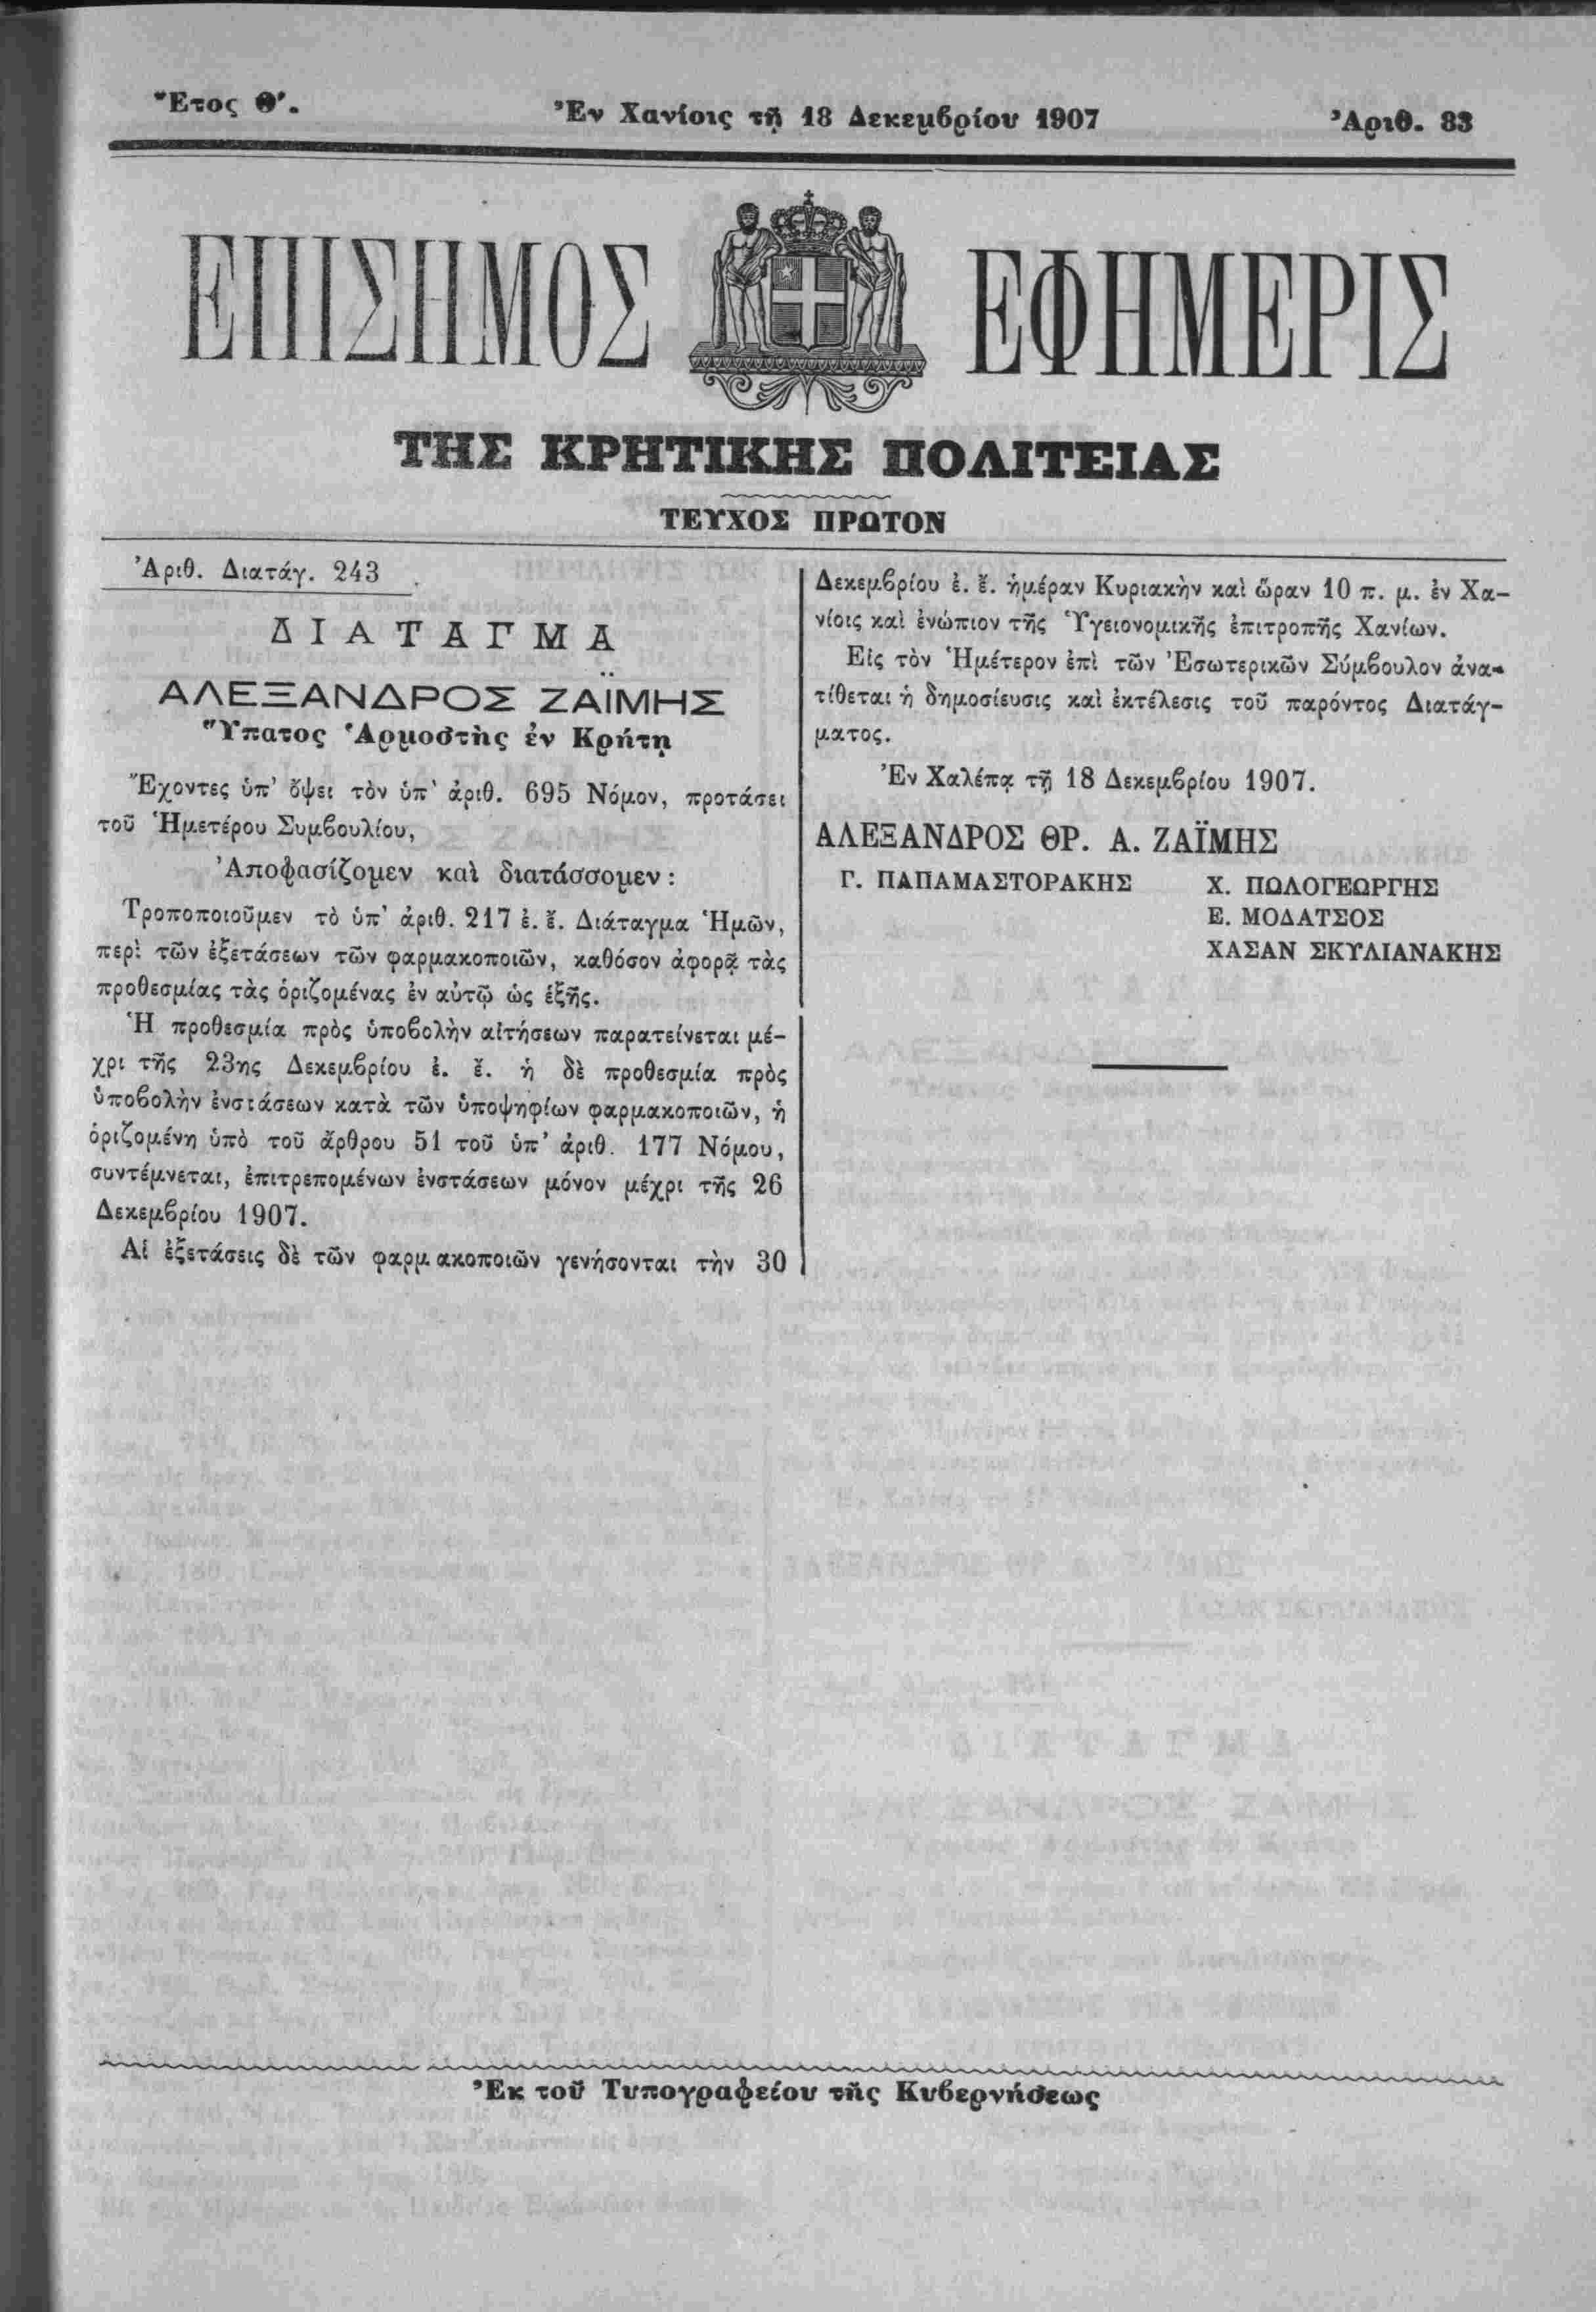 Ἔτος Θʹ.
Ἐν Χανίοις τῇ 18 Δεκεμβρίου 1907
Ἀριθ. 83
ΕΠΙΣΗΜΟΣ ΕΦΗΜΕΡΙΣ
ΤΗΣ ΚΡΗΤΙΚΗΣ ΠΟΛΙΤΕΙΑΣ
ΤΕΥΧΟΣ ΠΡΩΤΟΝ
Ἀριθ. Διατάγ. 243
ΔΙΑΤΑΓΜΑ
ΑΛΕΞΑΝΔΡΟΣ ΖΑΪΜΗΣ
Ὕπατος Ἁρμοστὴς ἐν Κρήτῃ
Ἔχοντες ὑπ' ὄψει τὸν ὑπ' ἀριθ. 695 Νόμον, προτάσει
τοῦ Ἡμετέρου Συμβουλίου,
Ἀποφασίζομεν καὶ διατάσσομεν :
Τροποποιοῦμεν τὸ ὑπ' ἀριθ. 217 ἐ. ἔ. Διάταγμα Ἡμῶν,
περὶ τῶν ἐξετάσεων τῶν φαρμακοποιῶν, καθόσον ἀφορᾷ τὰς
προθεσμίας τὰς ὁριζομένας ἐν αὐτῷ ὡς ἑξῆς.
Ἡ προθεσμία πρὸς ὑποβολὴν αἰτήσεων παρατείνεται μέ-
χρι τῆς 23ης Δεκεμβρίου ἐ. ἔ. ἡ δὲ προθεσμία πρὸς
ὑποβολὴν ἐνστάσεων κατὰ τῶν ὑποψηφίων φαρμακοποιῶν, ἡ
ὁριζομένη ὑπὸ τοῦ ἄρθρου 51 τοῦ ὑπ' ἀριθ. 177 Νόμου,
συντέμνεται, ἐπιτρεπομένων ἐνστάσεων μόνον μέχρι τῆς 26
Δεκεμβρίου 1907.
Αἱ ἐξετάσεις δὲ τῶν φαρμακοποιῶν γενήσονται τὴν 30
Δεκεμβρίου ἐ. ἔ. ἡμέραν Κυριακὴν καὶ ὥραν 10 π. μ. ἐν Χα-
νίοις καὶ ἐνώπιον τῆς Ὑγειονομικῆς ἐπιτροπῆς Χανίων.
Εἰς τὸν Ἡμέτερον ἐπὶ τῶν Ἐσωτερικῶν Σύμβουλον ἀνα-
τίθεται ἡ δημοσίευσις καὶ ἐκτέλεσις τοῦ παρόντος Διατάγ-
ματος.
Ἐν Χαλέπᾳ τῇ 18 Δεκεμβρίου 1907.
ΑΛΕΞΑΝΔΡΟΣ ΘΡ. Α. ΖΑΪΜΗΣ
Γ. ΠΑΠΑΜΑΣΤΟΡΑΚΗΣ
Χ. ΠΩΛΟΓΕΩΡΓΗΣ
Ε. ΜΟΔΑΤΣΟΣ
ΧΑΣΑΝ ΣΚΥΛΙΑΝΑΚΗΣ
Ἐκ τοῦ Τυπογραφείου τῆς Κυβερνήσεως